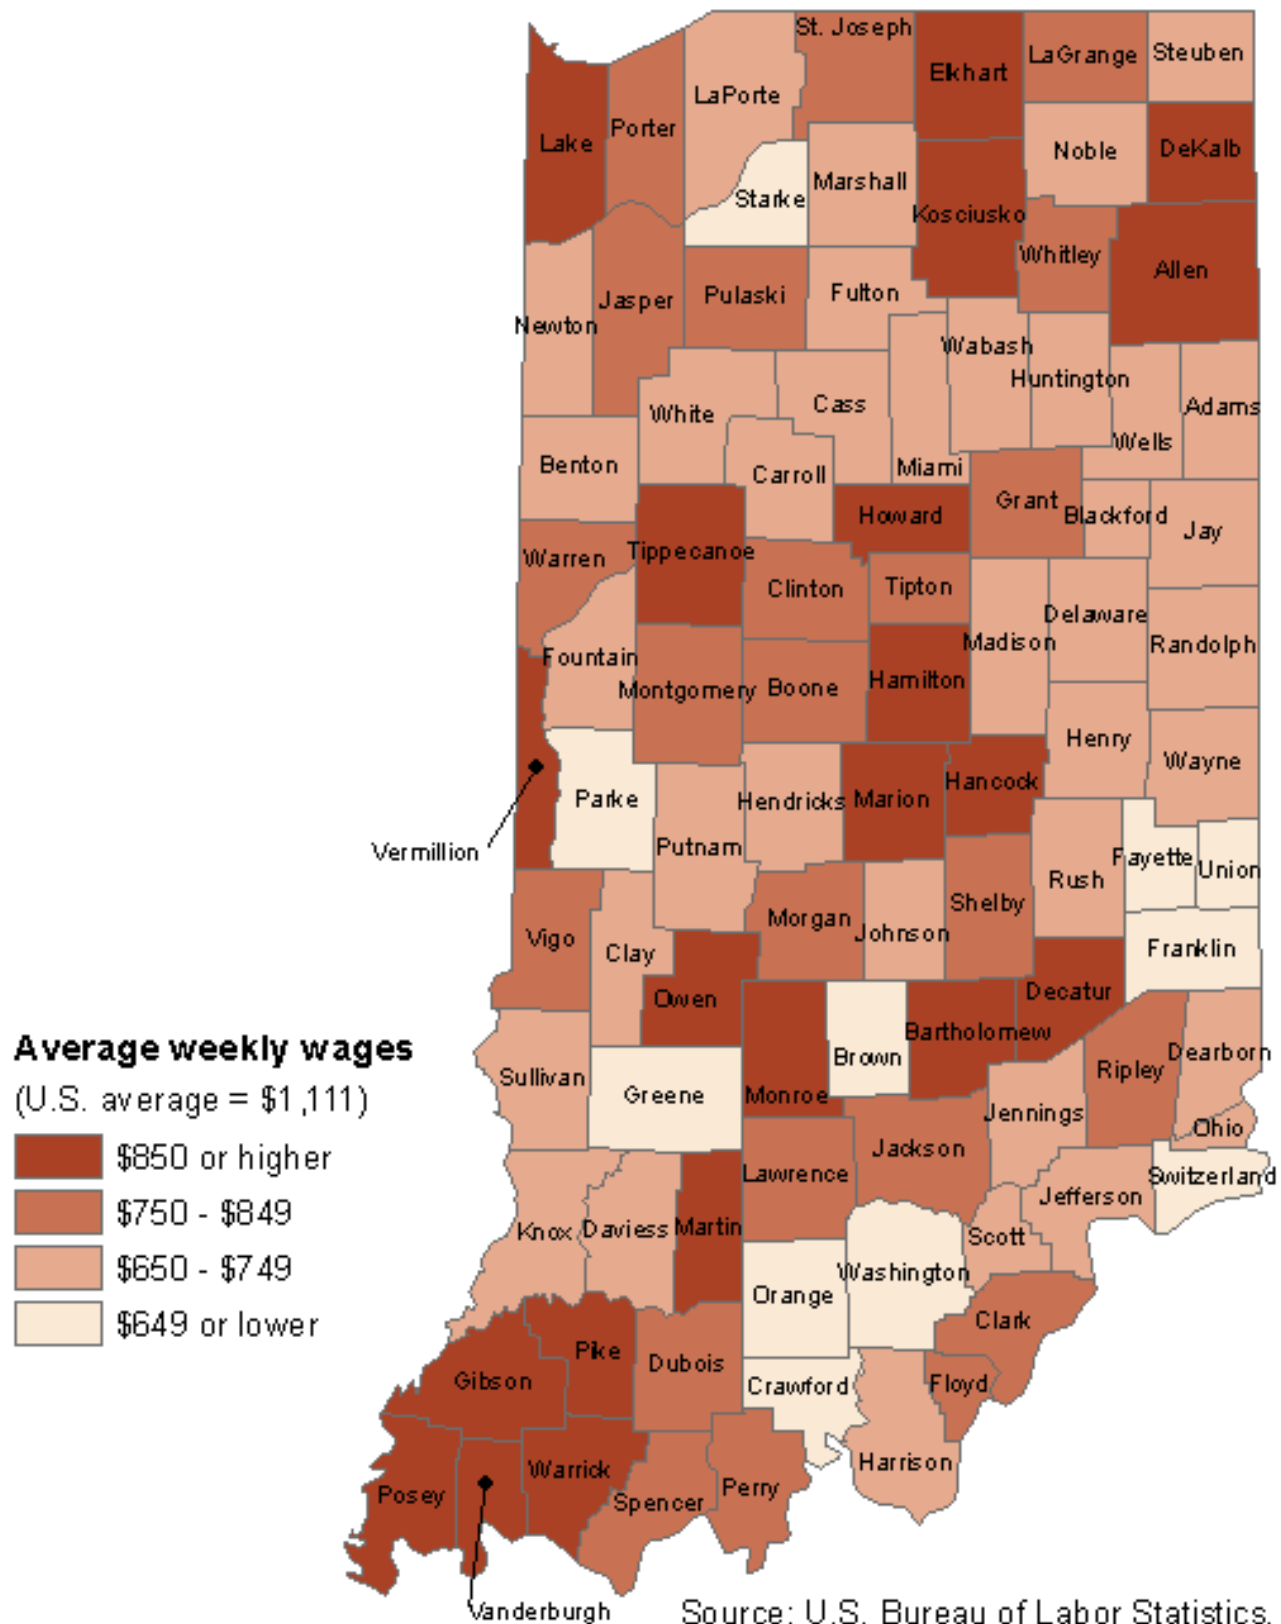 St. Joseph
Elkhart
LaGrange
Steuben
LaPorte
Lake
Porter
Noble
DeKalb
Starke
Marshall
Kosciusko
Whitley
Allen
Newton
Jasper
Pulaski
Fulton
Wabash
Huntington
White
Cass
Adams
Wells
Benton
Carroll
Miami
Howard
Grant
Blackford
Jay
Warren
Tippecanoe
Clinton
Tipton
Delaware
Madison
Randolph
Fountain
Montgomery
Boone
Hamilton
Henry
Wayne
Parke
Hendricks
Marion
Hancock
Vermillion
Putnam
Fayette
Union
Rush
Vigo
Morgan
Shelby
Johnson
Franklin
Clay
Owen
Decatur
Bartholomew
Average weekly wages
(U.S. average = $1,111)
$850 or higher
$750 - $849
$650 - $749
$649 or lower
Brown
Dearborn
Ripley
Sullivan
Greene
Monroe
Jennings
Ohio
Jackson
Lawrence
Switzerland
Jefferson
Knox
Daviess
Martin
Scott
Washington
Orange
Clark
Pike
Dubois
Gibson
Crawford
Floyd
Harrison
Warrick
Posey
Spencer
Perry
Vanderburgh
Source: U.S. Bureau of Labor Statistics.